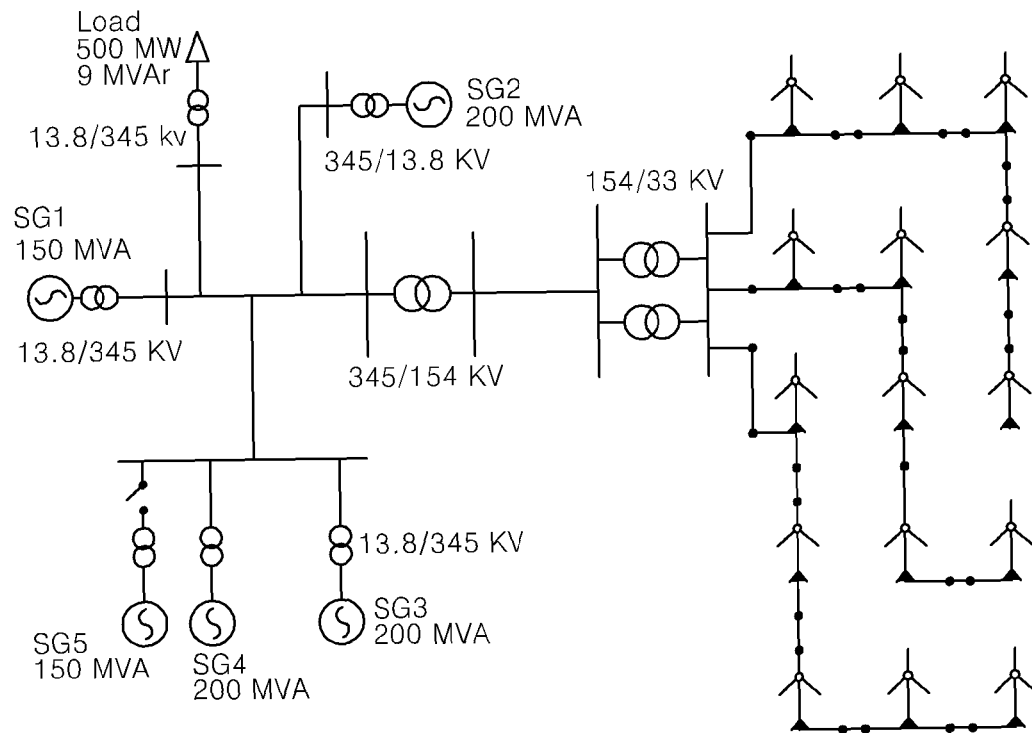 Load
500 MW
9 MVAr
13.8/345 kv
SG2
200 MVA
345/13.8 KV
154/33 KV
SG1
150 MVA
13.8/345 KV
345/154 KV
13.8/345 KV
SG5
150 MVA
SG4
200 MVA
SG3
200 MVA